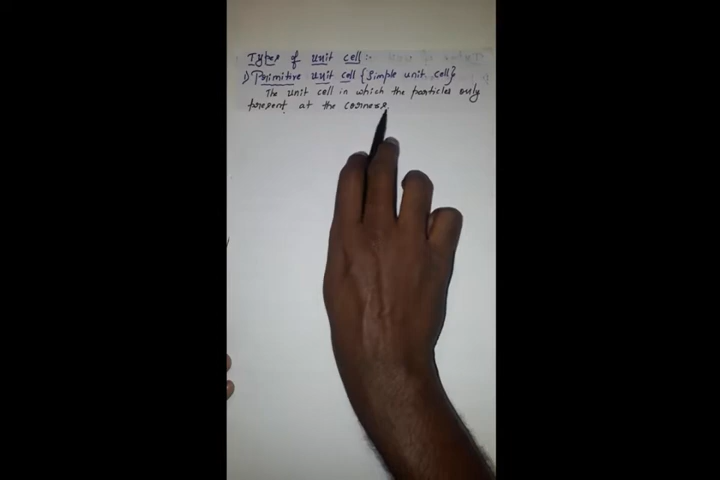 Types of unit cell:-
1) Primitive unit cell {Simple unit cell}
The unit cell in which the particles only
present at the corners.